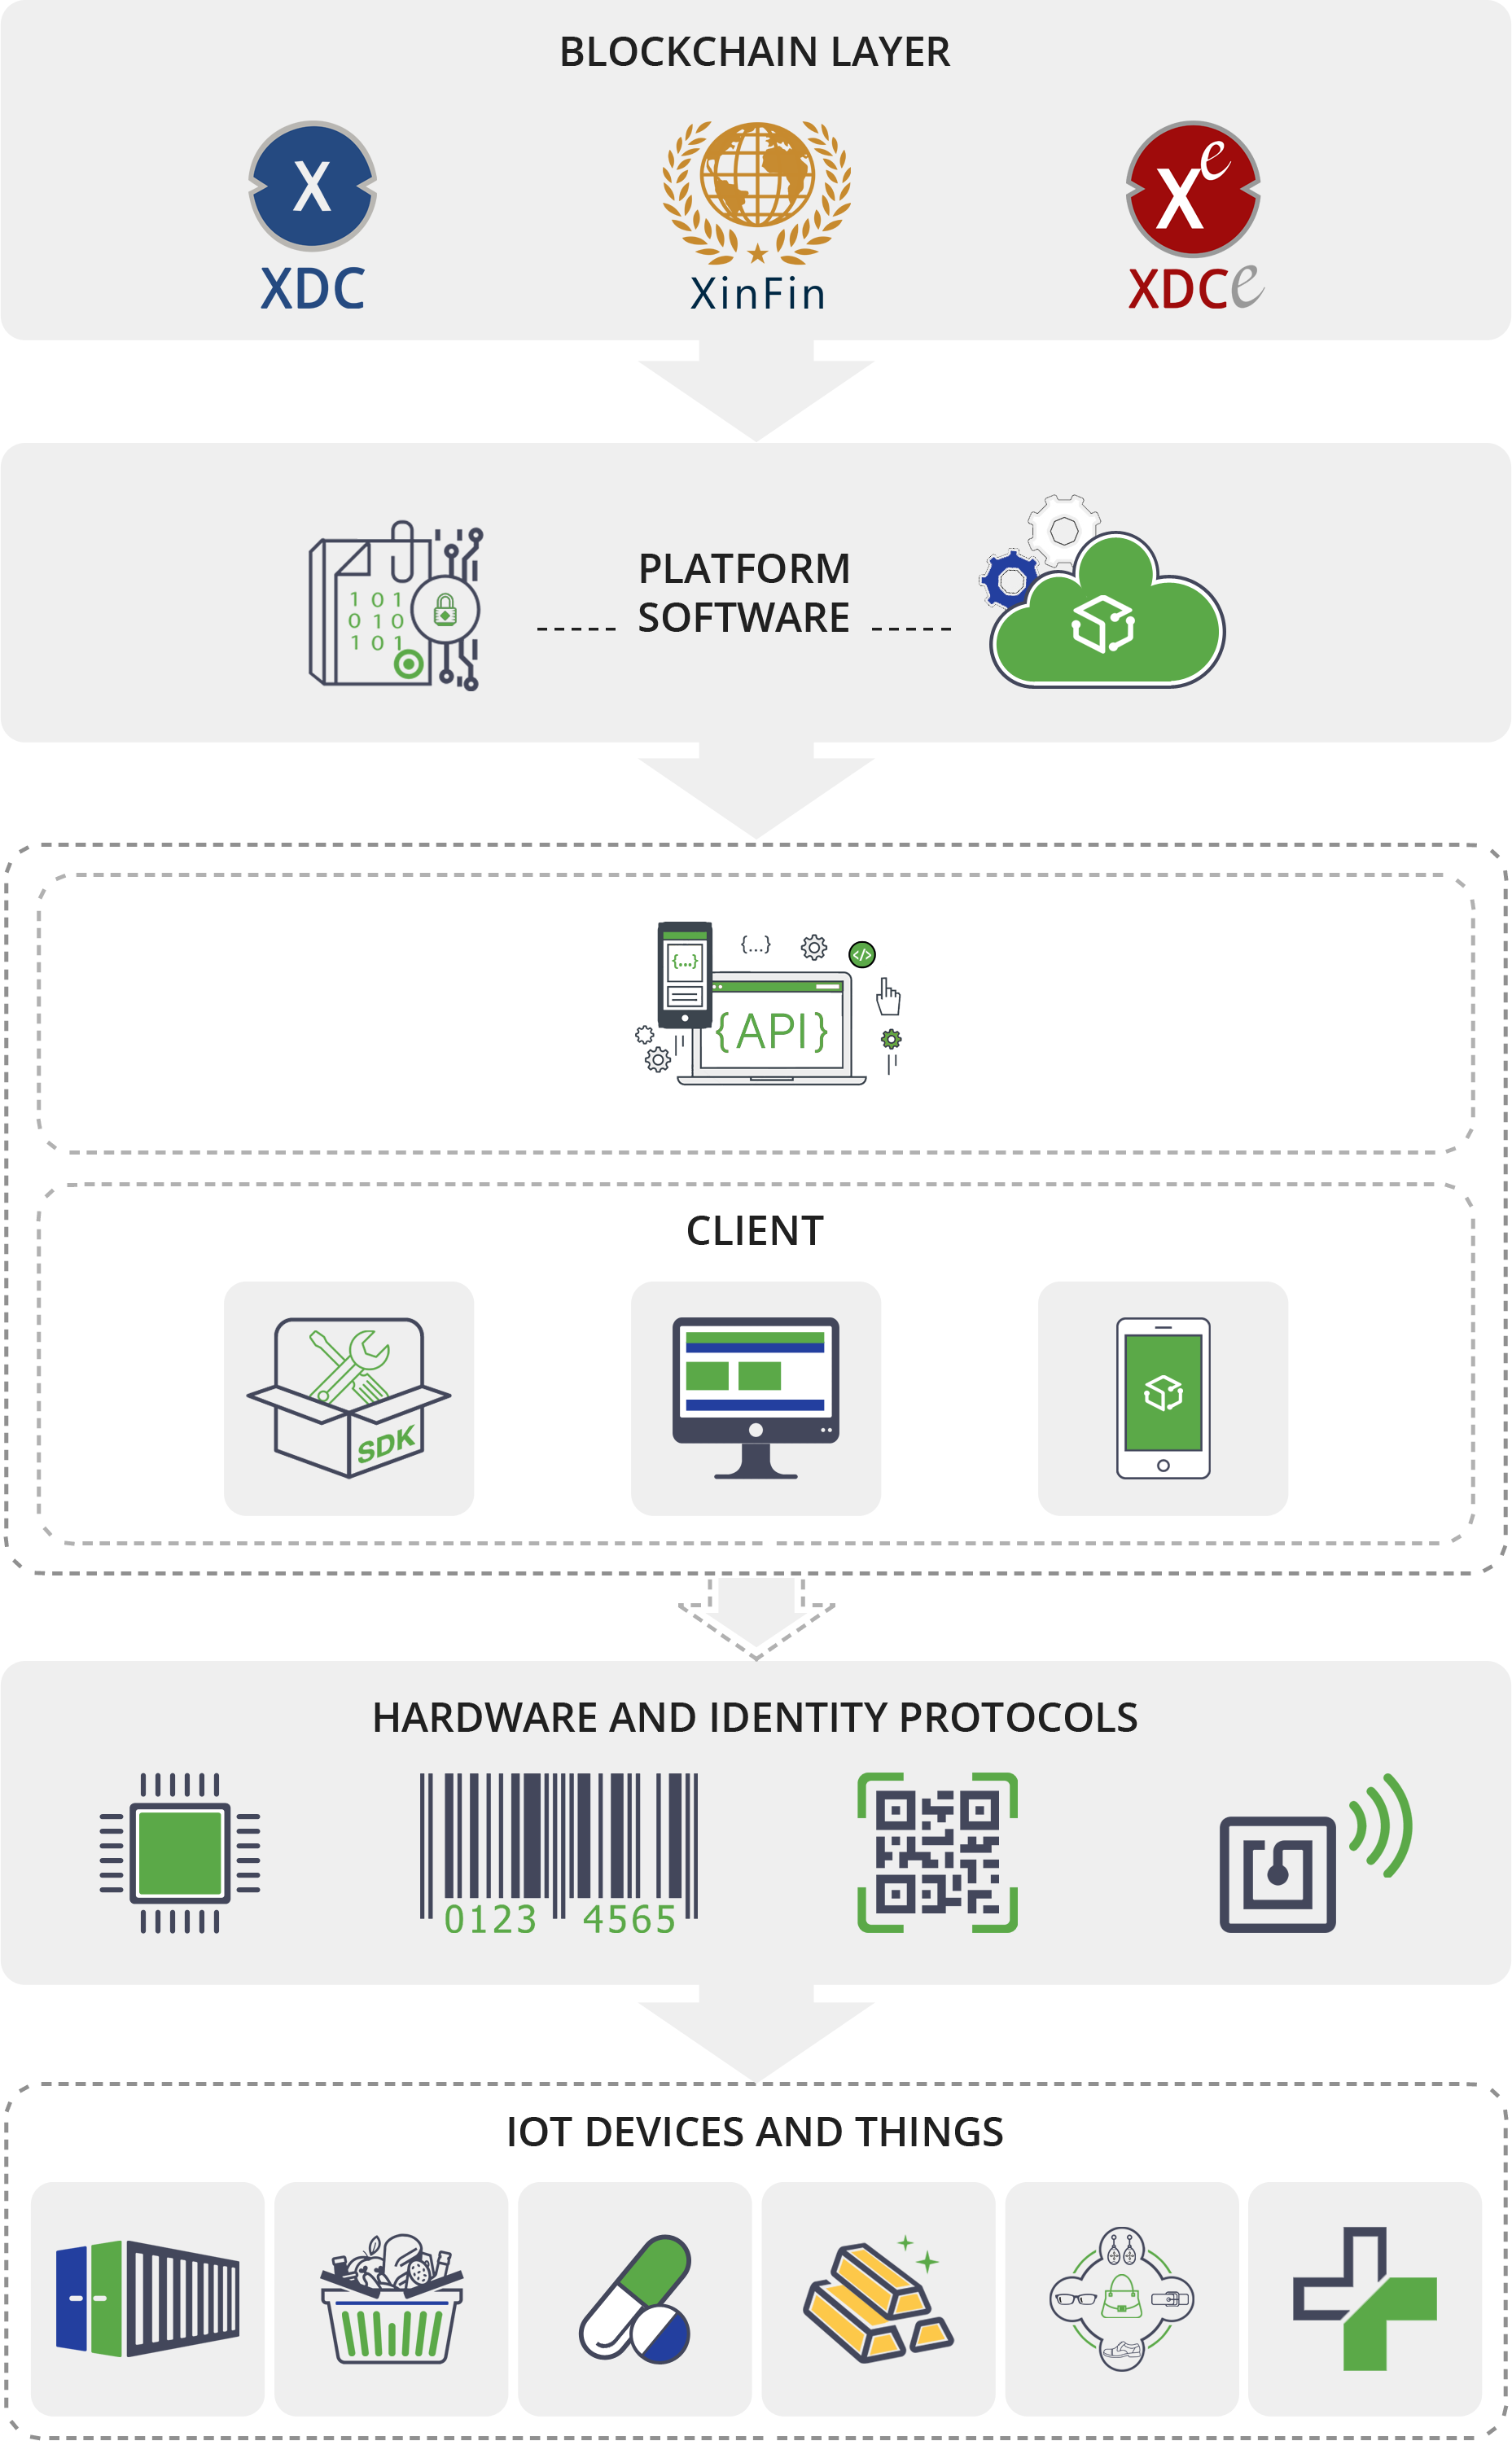 BLOCKCHAIN LAYER
X
Xe
XDC
XinFin
XDCe
1 0 1
0 1 0
1 0 1
PLATFORM
SOFTWARE
{...}
{...}
</>
{API}
CLIENT
SDK
HARDWARE AND IDENTITY PROTOCOLS
0123 4565
IOT DEVICES AND THINGS